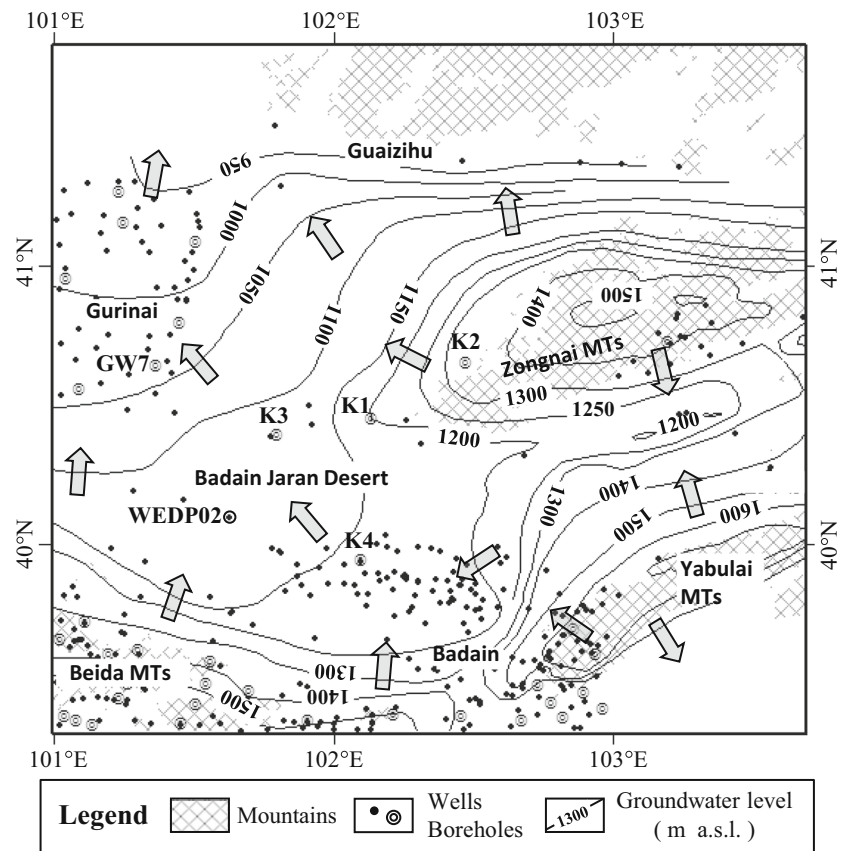 101°E 102°E 103°E
950
Guaizihu
1000
41°N 41°N
1050
1150
1400
1500
Gurinai
1100
K2
GW7
Zongnai MTs
1300
K1
1250
K3
1200
1200
Badain Jaran Desert
1300
1400
WEDP02
1500
1600
40°N 40°N
K4
Yabulai
MTs
Badain
1300
Beida MTs
1400
1500
101°E 102°E 103°E
Legend
Mountains
Wells
Boreholes
1300
Groundwater level
( m a.s.l. )